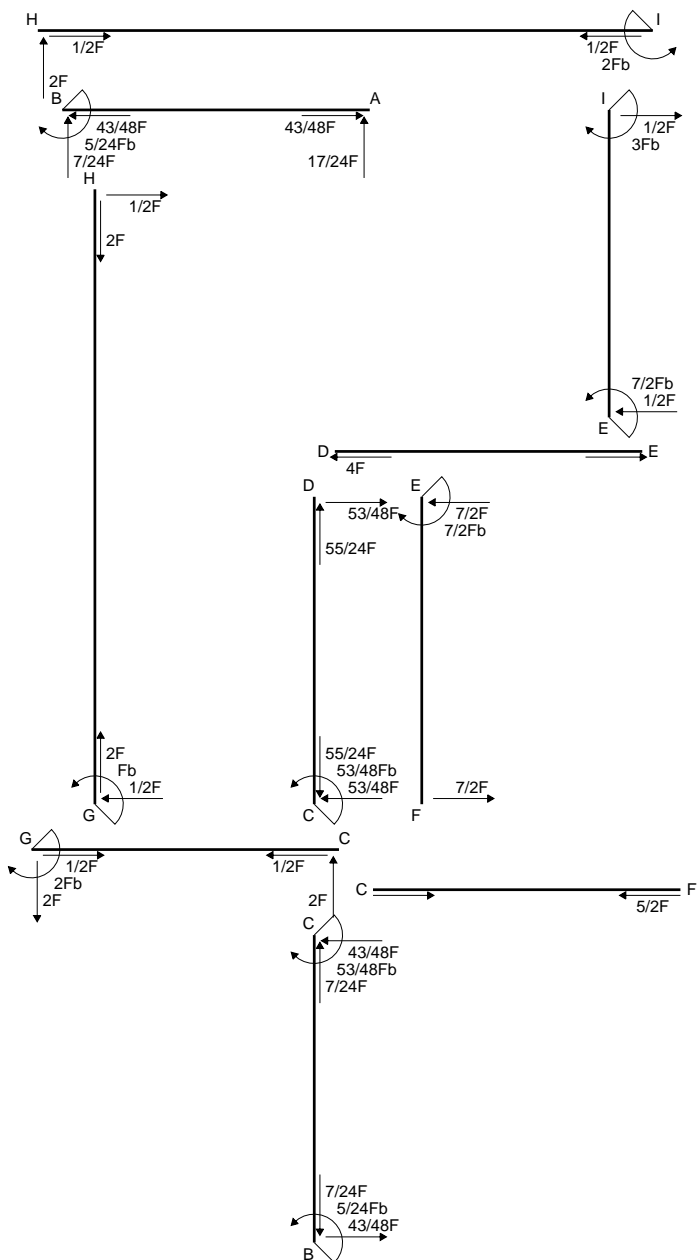 H I
1/2F 1/2F
2Fb
2F
B A
43/48F 43/48F
5/24Fb
7/24F 17/24F
I
1/2F
3Fb
H
1/2F
2F
7/2Fb
1/2F
E
D E
4F
D E
53/48F 7/2F
7/2Fb
55/24F
2F 55/24F
Fb 53/48Fb
1/2F 53/48F 7/2F
G C F
G C
1/2F 1/2F
2Fb
2F 2F
C F
5/2F
C
43/48F
53/48Fb
7/24F
7/24F
5/24Fb
43/48F
B